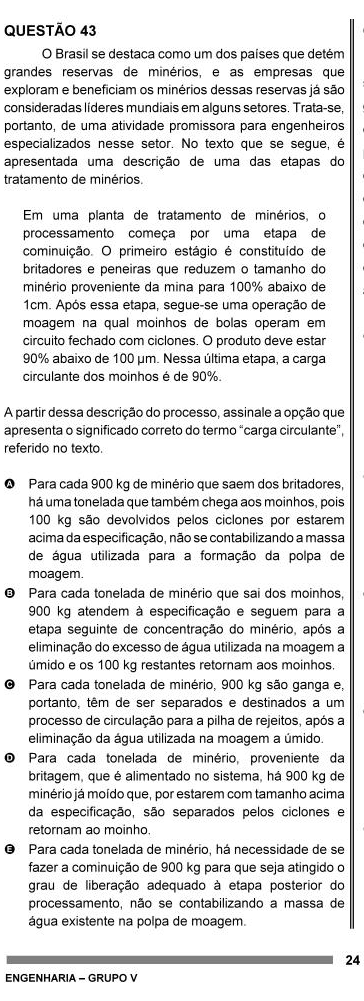 QUESTÃO 43
O Brasil se destaca como um dos países que detém
grandes reservas de minérios, e as empresas que
exploram e beneficiam os minérios dessas reservas já são
consideradas líderes mundiais em alguns setores. Trata-se,
portanto, de uma atividade promissora para engenheiros
especializados nesse setor. No texto que se segue, é
apresentada uma descrição de uma das etapas do
tratamento de minérios.
Em uma planta de tratamento de minérios, o
processamento começa por uma etapa de
cominuição. O primeiro estágio é constituído de
britadores e peneiras que reduzem o tamanho do
minério proveniente da mina para 100% abaixo de
1cm. Após essa etapa, segue-se uma operação de
moagem na qual moinhos de bolas operam em
circuito fechado com ciclones. O produto deve estar
90% abaixo de 100 µm. Nessa última etapa, a carga
circulante dos moinhos é de 90%.
A partir dessa descrição do processo, assinale a opção que
apresenta o significado correto do termo “carga circulante”,
referido no texto.
A Para cada 900 kg de minério que saem dos britadores,
há uma tonelada que também chega aos moinhos, pois
100 kg são devolvidos pelos ciclones por estarem
acima da especificação, não se contabilizando a massa
de água utilizada para a formação da polpa de
moagem.
B Para cada tonelada de minério que sai dos moinhos,
900 kg atendem à especificação e seguem para a
etapa seguinte de concentração do minério, após a
eliminação do excesso de água utilizada na moagem a
úmido e os 100 kg restantes retornam aos moinhos.
C Para cada tonelada de minério, 900 kg são ganga e,
portanto, têm de ser separados e destinados a um
processo de circulação para a pilha de rejeitos, após a
eliminação da água utilizada na moagem a úmido.
D Para cada tonelada de minério, proveniente da
britagem, que é alimentado no sistema, há 900 kg de
minério já moído que, por estarem com tamanho acima
da especificação, são separados pelos ciclones e
retornam ao moinho.
E Para cada tonelada de minério, há necessidade de se
fazer a cominuição de 900 kg para que seja atingido o
grau de liberação adequado à etapa posterior do
processamento, não se contabilizando a massa de
água existente na polpa de moagem.
24
ENGENHARIA – GRUPO V